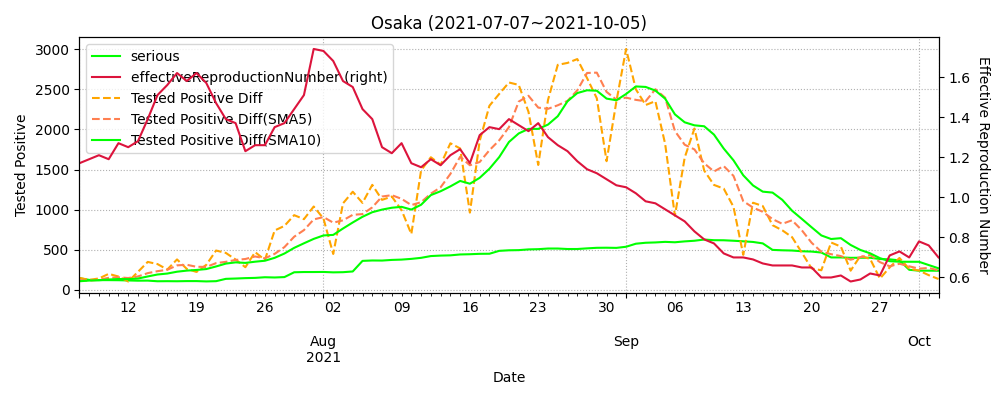 Osaka (2021-07-07~2021-10-05)
serious
effectiveReproductionNumber (right)
Tested Positive Diff
Tested Positive Diff(SMA5)
Tested Positive Diff(SMA10)
Tested Positive
3000
2500
2000
1500
1000
500
0
1.6
1.4
1.2
1.0
0.8
0.6
Effective Reproduction Number
12 19 26 02 09 16 23 30 06 13 20 27
Aug Sep Oct
2021
Date